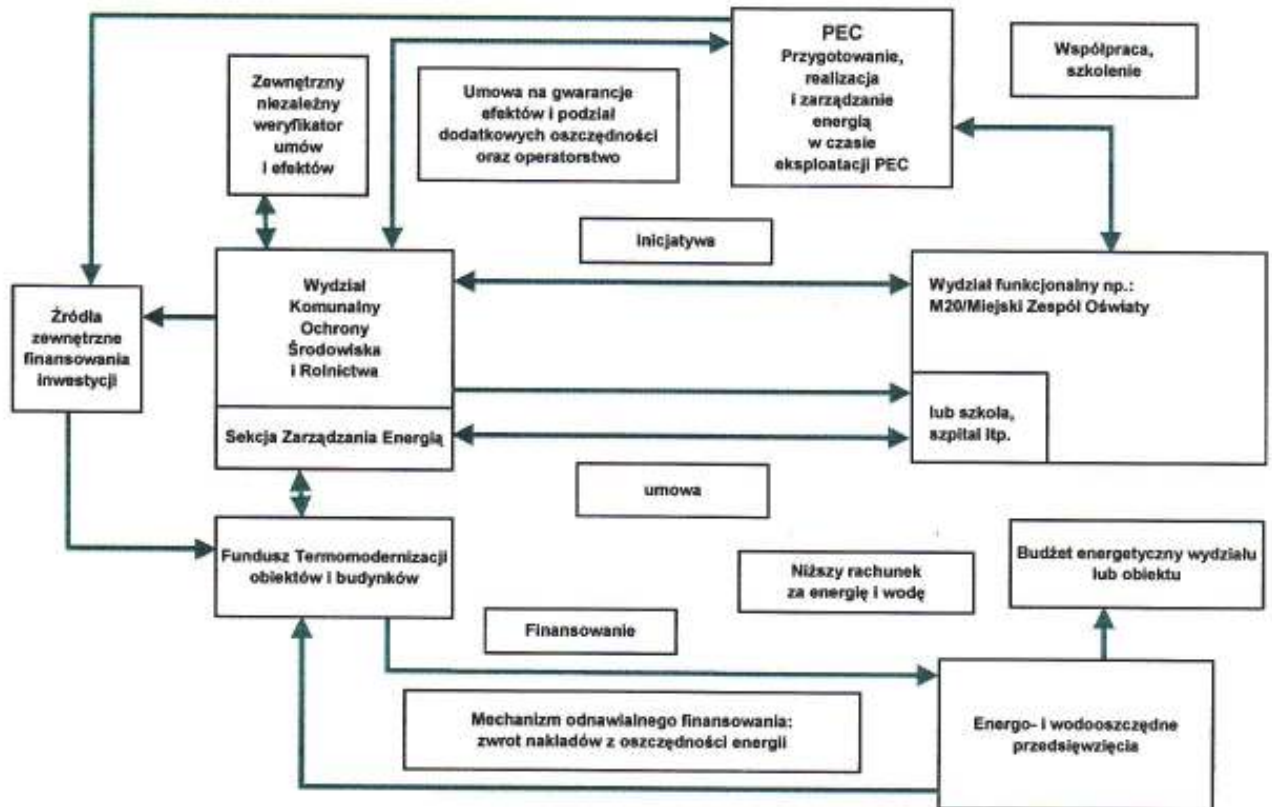 PEC
Przygotowanie,
realizacja
i zarządzanie
energią
w czasie
eksploatacji PEC
Współpraca,
szkolenie
Zewnętrzny
niezależny
weryfikator
umów
i efektów
Umowa na gwarancje
efektów i podział
dodatkowych oszczędności
oraz operatorstwo
Inicjatywa
Wydział
Komunalny
Ochrony
Środowiska
i Rolnictwa
Wydział funkcjonalny np.:
M20/Miejski Zespól Oświaty
Źródła
zewnętrzne
finansowania
inwestycji
lub szkoła,
szpital itp.
Sekcja Zarządzania Energią
umowa
Fundusz Termomodernizacji
obiektów i budynków
Niższy rachunek
za energię i wodę
Budżet energetyczny wydziału
lub obiektu
Finansowanie
Mechanizm odnawialnego finansowania:
zwrot nakładów z oszczędności energii
Energo- i wodooszczędne
przedsięwzięcia